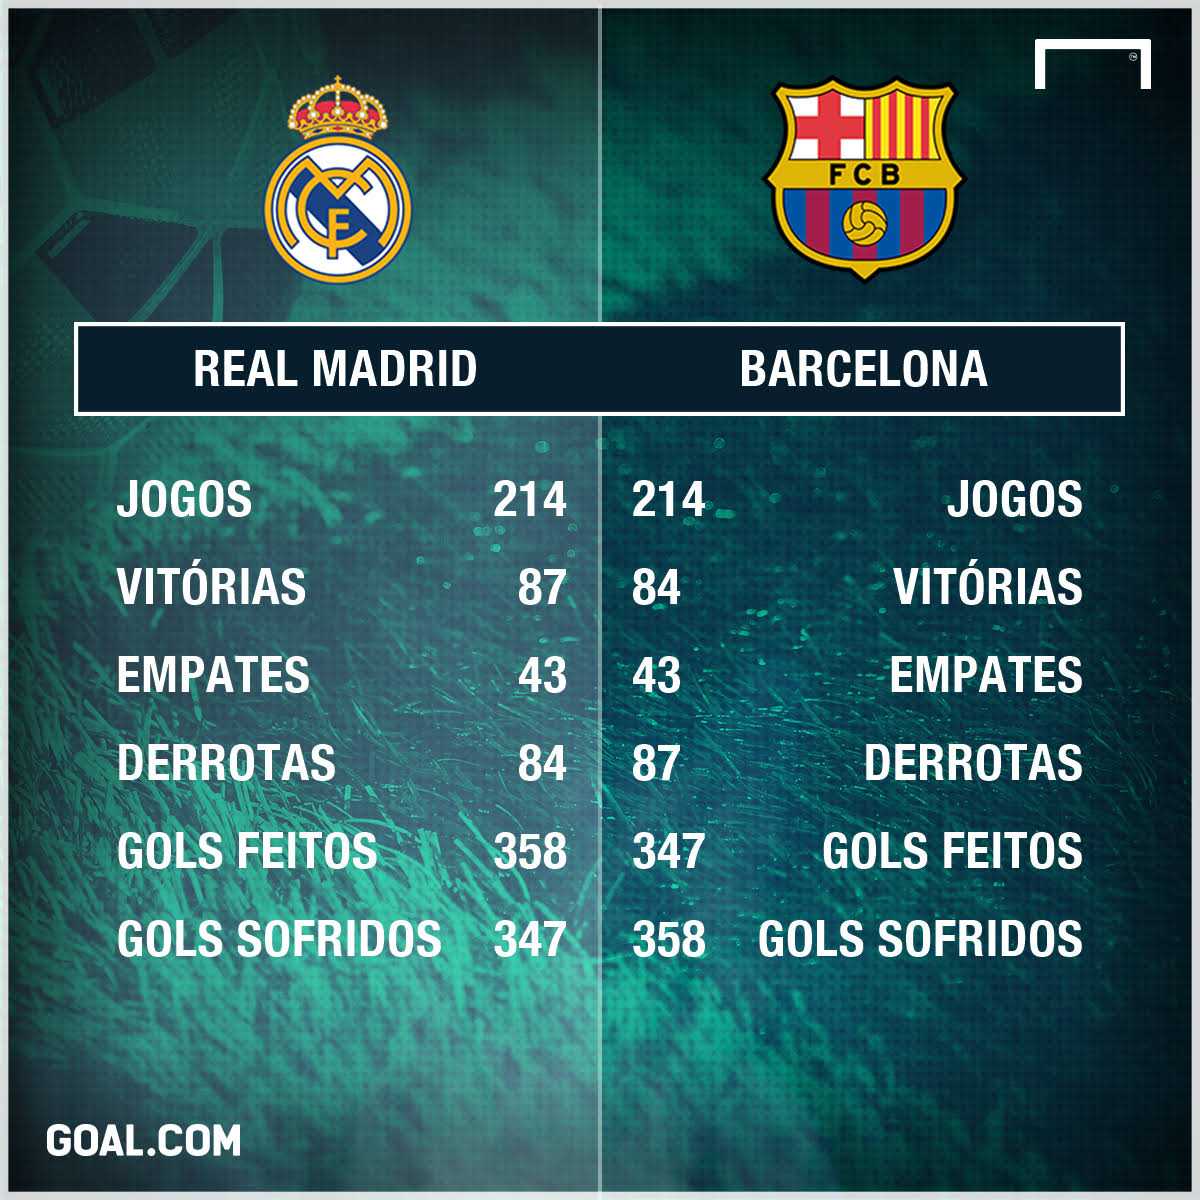 FCB
REAL MADRID BARCELONA
JOGOS 214 214 JOGOS
VITÓRIAS 87 84 VITÓRIAS
EMPATES 43 43 EMPATES
DERROTAS 84 87 DERROTAS
GOLS FEITOS 358 347 GOLS FEITOS
GOLS SOFRIDOS 347 358 GOLS SOFRIDOS
GOAL.COM